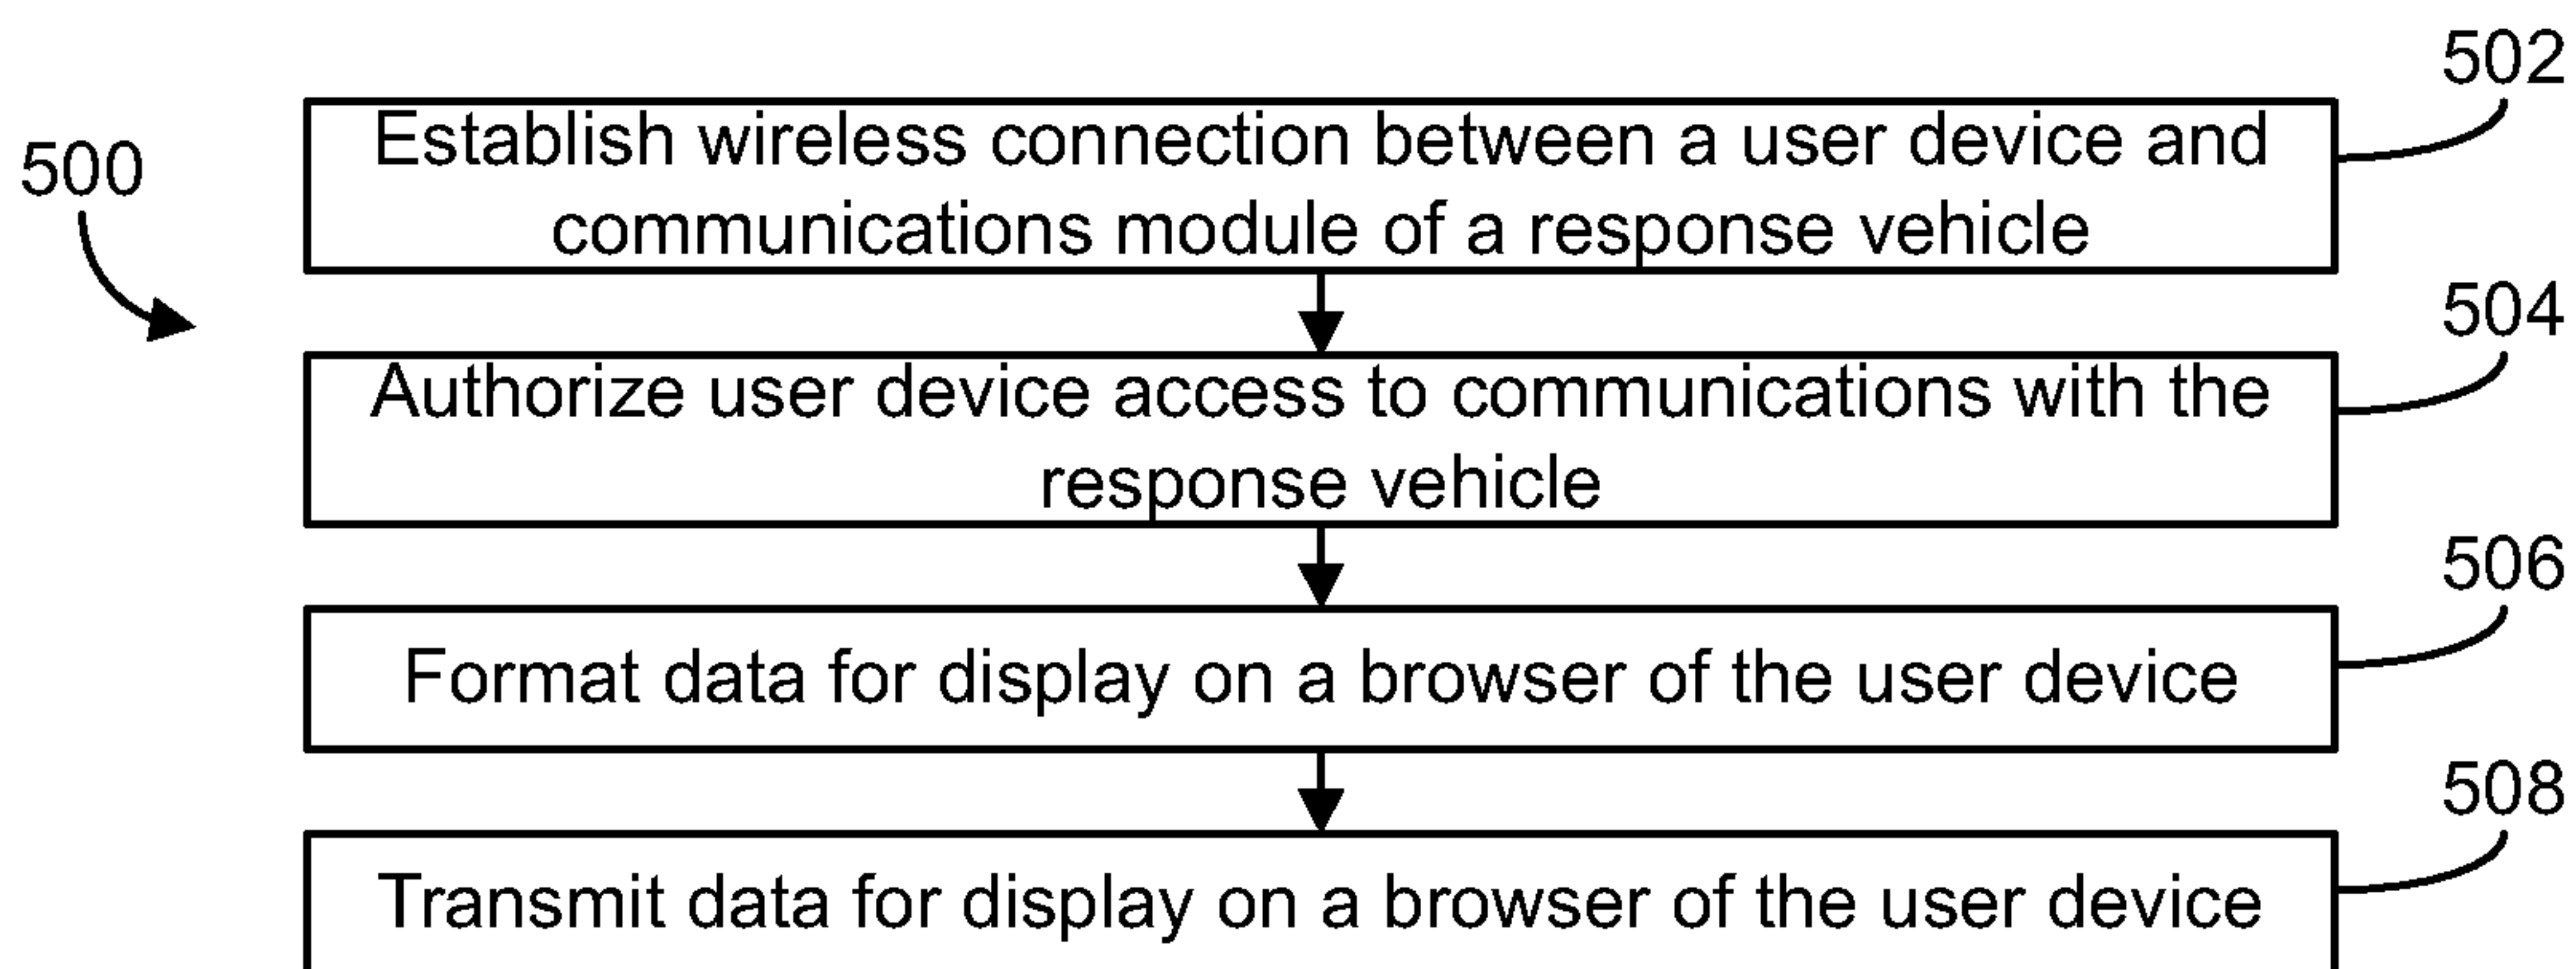 502
Establish wireless connection between a user device and
communications module of a response vehicle
500
504
Authorize user device access to communications with the
response vehicle
506
Format data for display on a browser of the user device
508
Transmit data for display on a browser of the user device